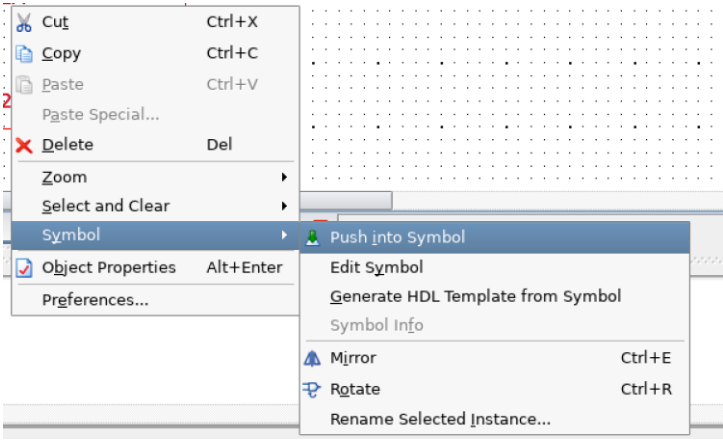 Cut Ctrl+X
Copy Ctrl+C
Paste Ctrl+V
2
Paste Special...
Delete Del
Zoom
Select and Clear
Symbol
Push into Symbol
Object Properties Alt+Enter
Edit Symbol
Preferences...
Generate HDL Template from Symbol
Symbol Info
Mirror Ctrl+E
Rotate Ctrl+R
Rename Selected Instance...